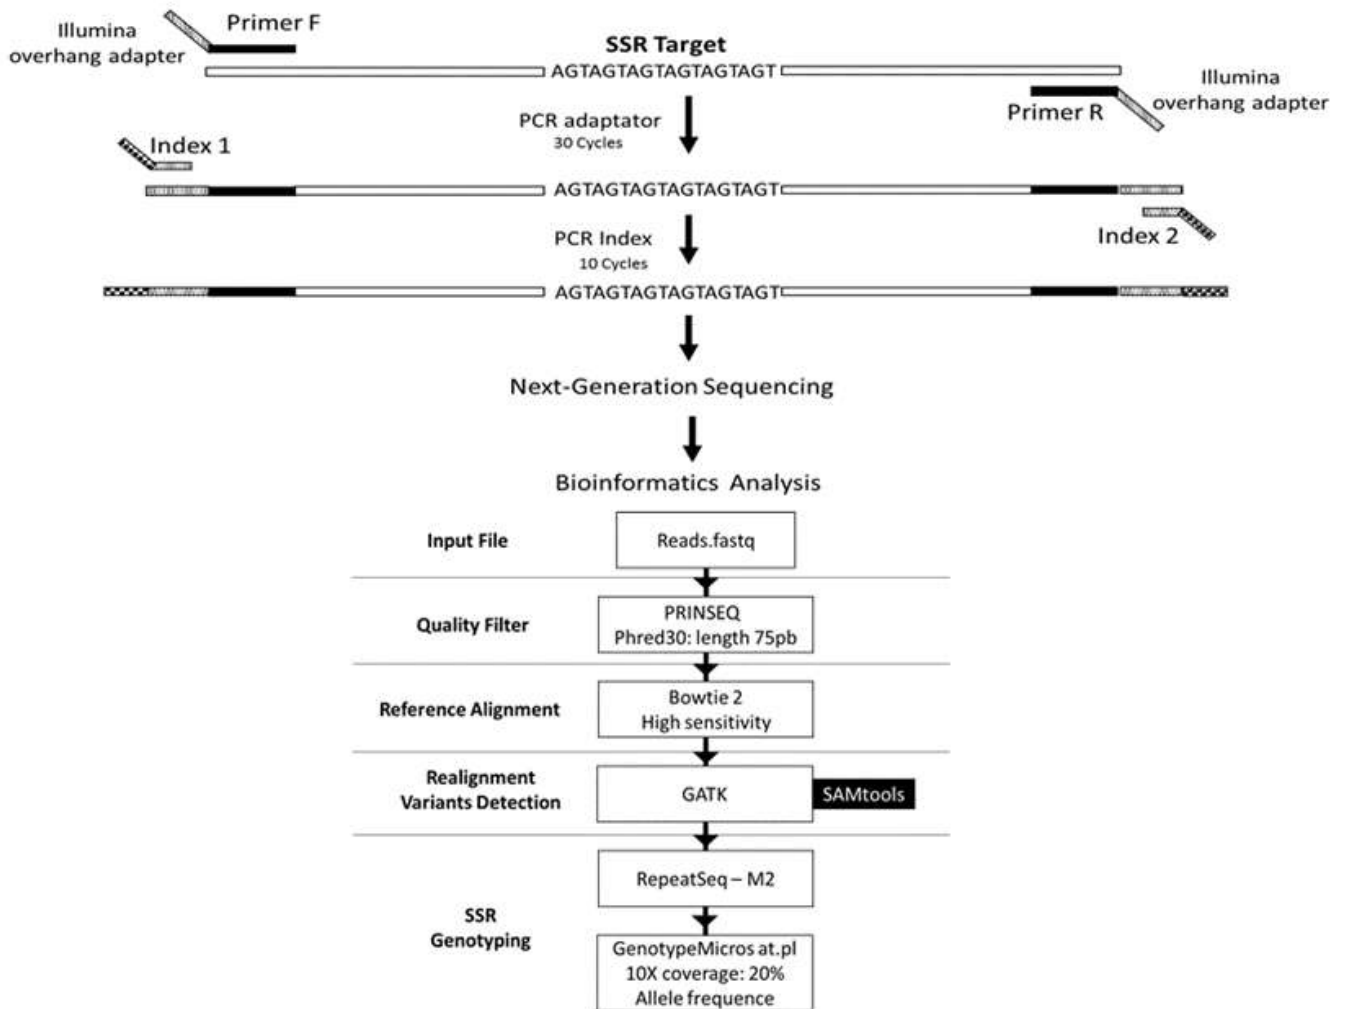 Illumina
overhang adapter
Primer F
SSR Target
AGTAGTAGTAGTAGTAGT
Illumina
overhang adapter
Primer R
PCR adaptator
30 Cycles
Index 1
AGTAGTAGTAGTAGTAGT
Index 2
PCR Index
10 Cycles
AGTAGTAGTAGTAGTAGT
Next-Generation Sequencing
Bioinformatics Analysis
Input File
Reads.fastq
Quality Filter
PRINSEQ
Phred30: length 75pb
Reference Alignment
Bowtie 2
High sensitivity
Realignment
Variants Detection
GATK
SAMtools
RepeatSeq – M2
SSR
Genotyping
GenotypeMicros at.pl
10X coverage: 20%
Allele frequence